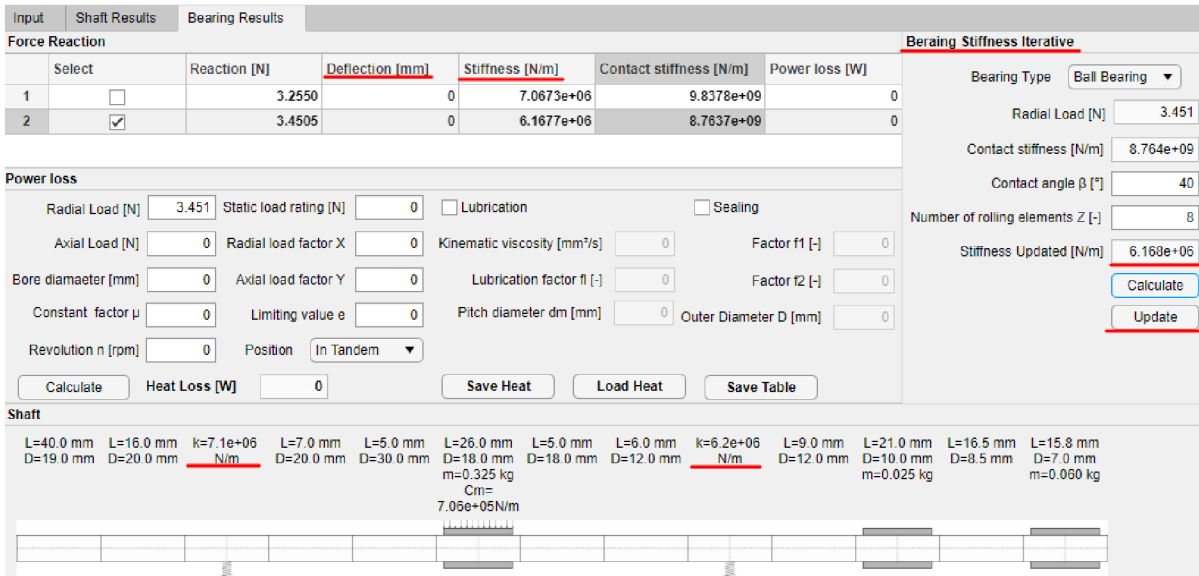 Input Shaft Results Bearing Results
Force Reaction
Select Reaction [N] Deflection [mm] Stiffness [N/m] Contact stiffness [N/m] Power loss [W]
1 3.2550 0 7.0673e+06 9.8378e+09 0
2 3.4505 0 6.1677e+06 8.7637e+09 0
Beraing Stiffness Iterative
Bearing Type Ball Bearing
Radial Load [N] 3.451
Contact stiffness [N/m] 8.764e+09
Contact angle β [°] 40
Number of rolling elements Z [-] 8
Stiffness Updated [N/m] 6.168e+06
Calculate
Update
Power loss
Radial Load [N] 3.451 Static load rating [N] 0 Lubrication Sealing
Axial Load [N] 0 Radial load factor X 0 Kinematic viscosity [mm²/s] 0 Factor f1 [-] 0
Bore diamaeter [mm] 0 Axial load factor Y 0 Lubrication factor fl [-] 0 Factor f2 [-] 0
Constant factor μ 0 Limiting value e 0 Pitch diameter dm [mm] 0 Outer Diameter D [mm] 0
Revolution n [rpm] 0 Position In Tandem
Calculate Heat Loss [W] 0 Save Heat Load Heat Save Table
Shaft
L=40.0 mm L=16.0 mm k=7.1e+06 L=7.0 mm L=5.0 mm L=26.0 mm L=5.0 mm L=6.0 mm k=6.2e+06 L=9.0 mm L=21.0 mm L=16.5 mm L=15.8 mm
D=19.0 mm D=20.0 mm N/m D=20.0 mm D=30.0 mm D=18.0 mm D=18.0 mm D=12.0 mm N/m D=12.0 mm D=10.0 mm D=8.5 mm D=7.0 mm
m=0.325 kg m=0.025 kg m=0.060 kg
Cm=
7.06e+05N/m